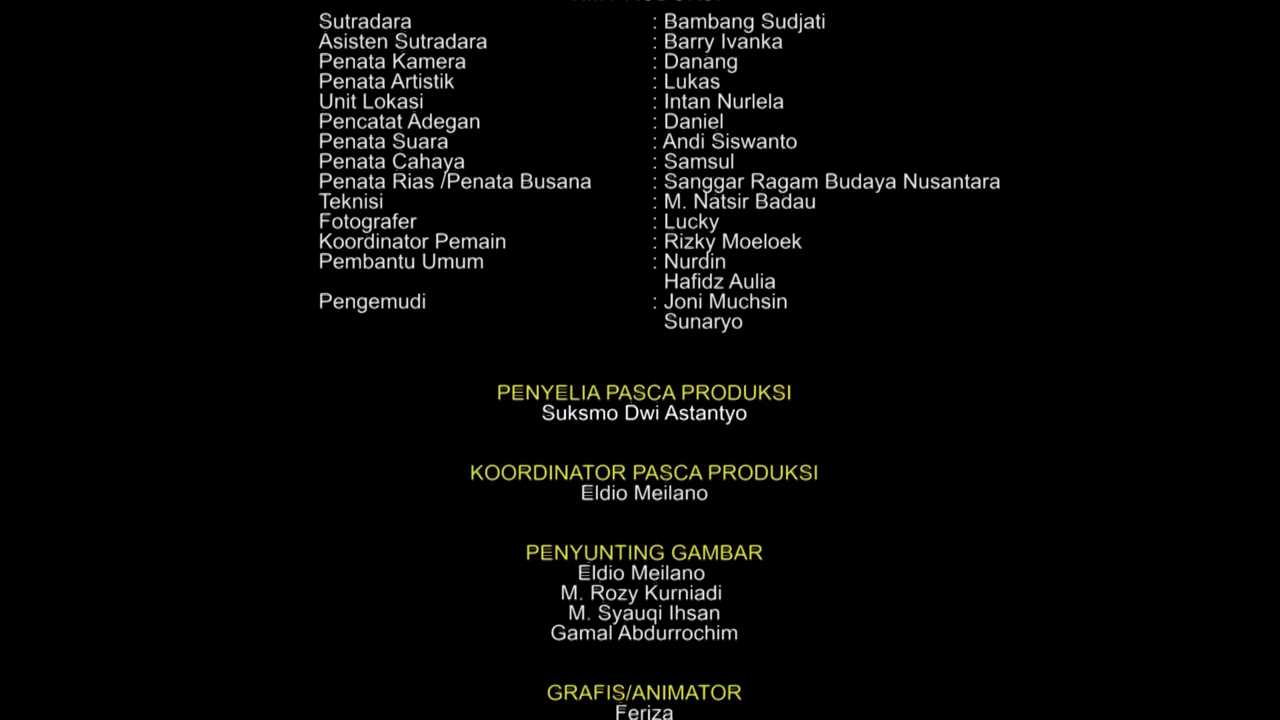 Sutradara : Bambang Sudjati
Asisten Sutradara : Barry Ivanka
Penata Kamera : Danang
Penata Artistik : Lukas
Unit Lokasi : Intan Nurlela
Pencatat Adegan : Daniel
Penata Suara : Andi Siswanto
Penata Cahaya : Samsul
Penata Rias /Penata Busana : Sanggar Ragam Budaya Nusantara
Teknisi : M. Natsir Badau
Fotografer : Lucky
Koordinator Pemain : Rizky Moeloek
Pembantu Umum : Nurdin
Hafidz Aulia
Pengemudi : Joni Muchsin
Sunaryo
PENYELIA PASCA PRODUKSI
Suksmo Dwi Astantyo
KOORDINATOR PASCA PRODUKSI
Eldio Meilano
PENYUNTING GAMBAR
Eldio Meilano
M. Rozy Kurniadi
M. Syauqi Ihsan
Gamal Abdurrochim
GRAFIS/ANIMATOR
Feriza